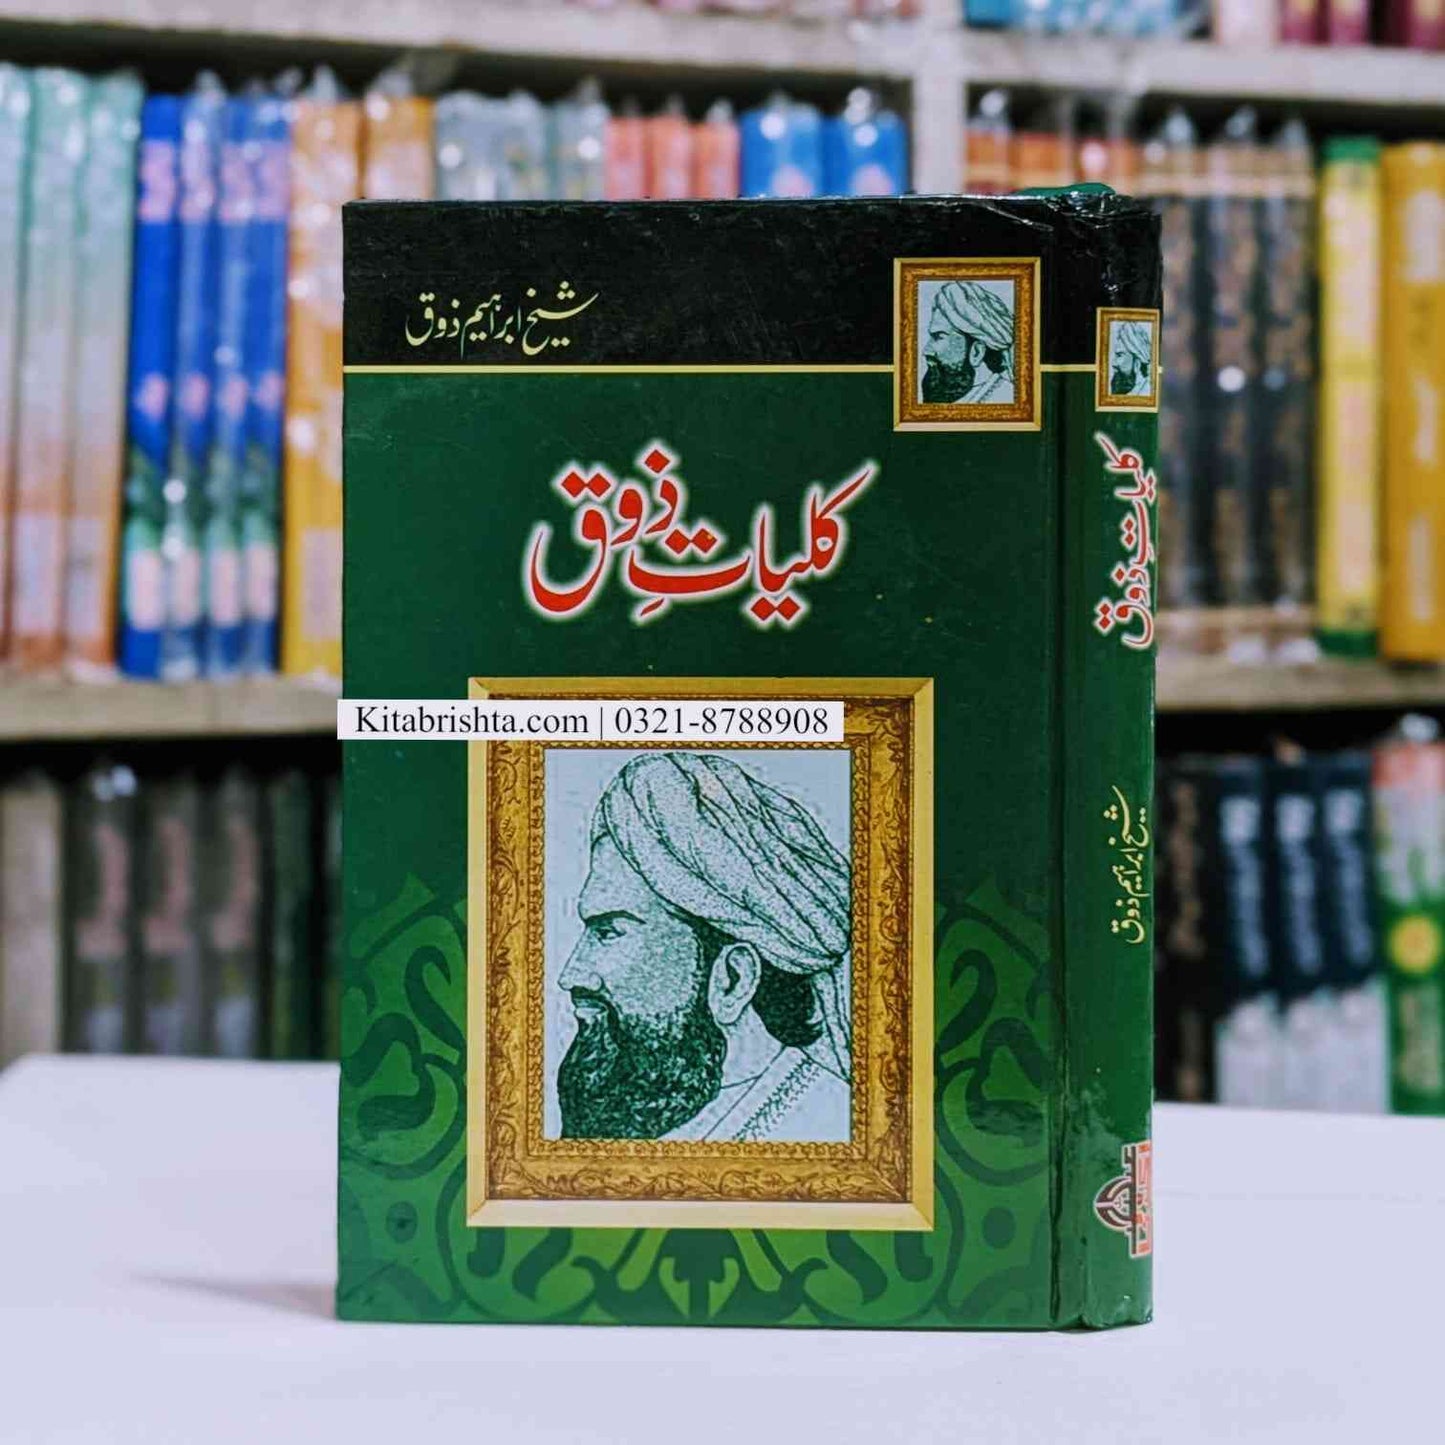 شیخ ابراہیم ذوق
کلیاتِ ذوق
Kitabrishta.com | 0321-8788908
کلیاتِ ذوق
شیخ ابراہیم ذوق